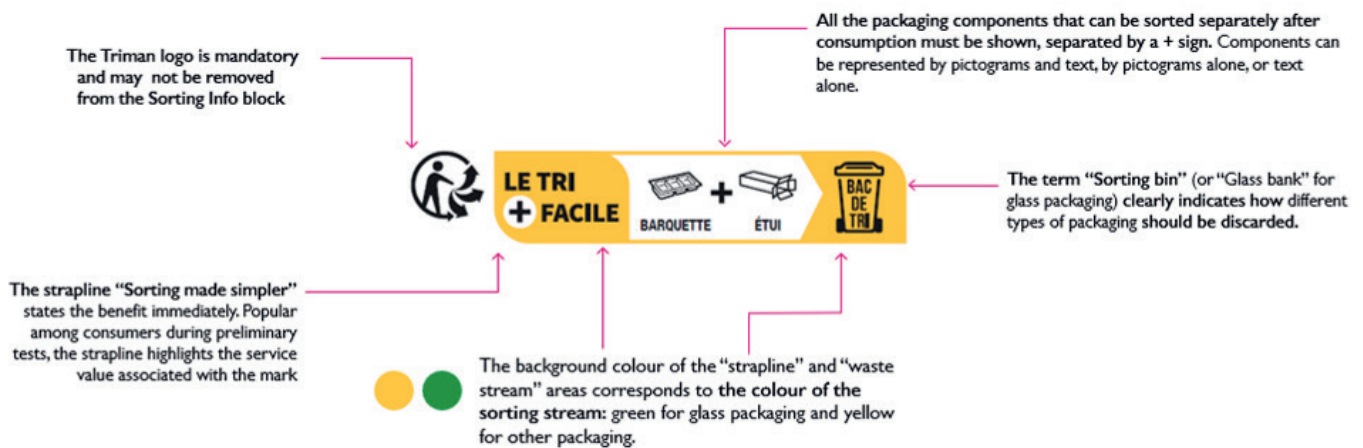 The Triman logo is mandatory
and may not be removed
from the Sorting Info block
All the packaging components that can be sorted separately after
consumption must be shown, separated by a + sign. Components can
be represented by pictograms and text, by pictograms alone, or text
alone.
LE TRI
+ FACILE
BARQUETTE
+
ÉTUI
BAC
DE
TRI
The term “Sorting bin” (or “Glass bank” for
glass packaging) clearly indicates how different
types of packaging should be discarded.
The strapline “Sorting made simpler”
states the benefit immediately. Popular
among consumers during preliminary
tests, the strapline highlights the service
value associated with the mark
The background colour of the “strapline” and “waste
stream” areas corresponds to the colour of the
sorting stream: green for glass packaging and yellow
for other packaging.